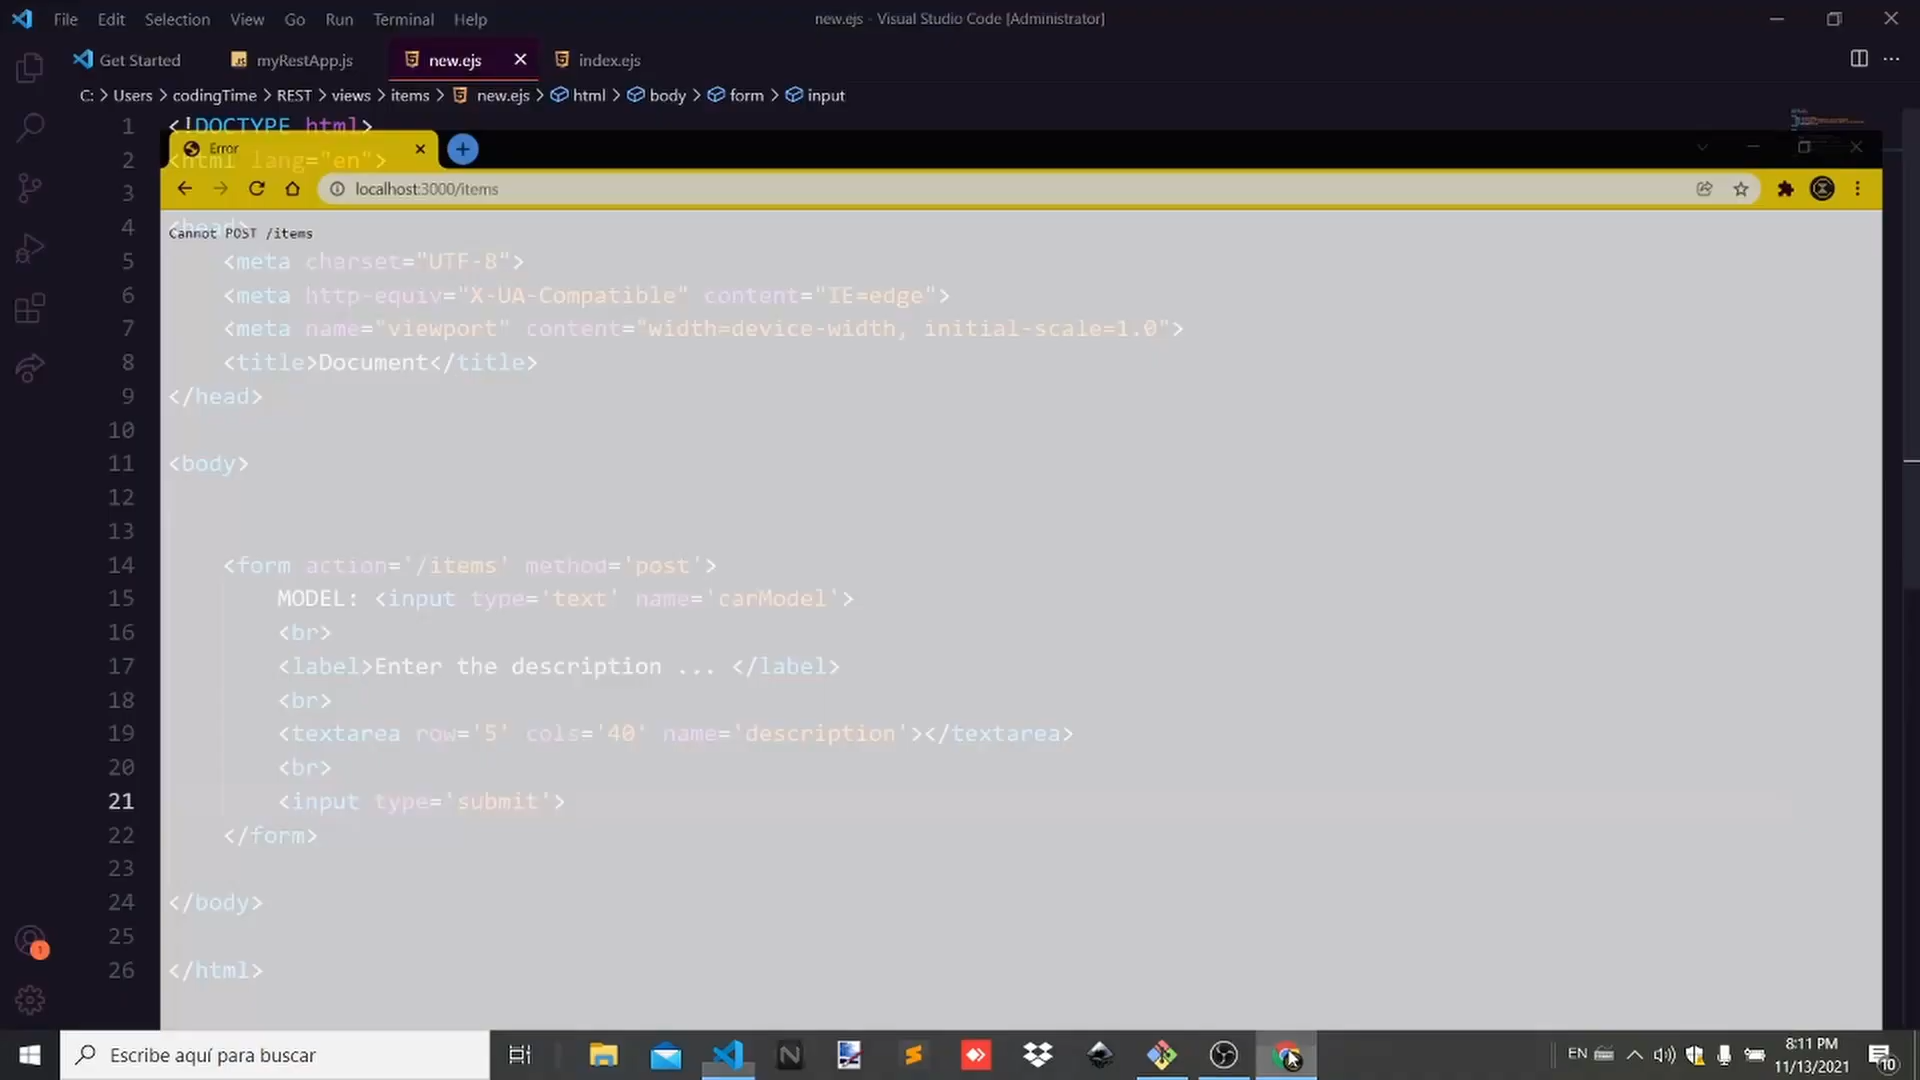 File Edit Selection View Go Run Terminal Help
new.ejs - Visual Studio Code [Administrator]
Get Started myRestApp.js new.ejs index.ejs
C: > Users > codingTime > REST > views > items > new.ejs > html > body > form > input
1 <!DOCTYPE html>
Error
2 <html lang="en">
3
localhost:3000/items
4 <head>
Cannot POST /items
5 <meta charset="UTF-8">
6 <meta http-equiv="X-UA-Compatible" content="IE=edge">
7 <meta name="viewport" content="width=device-width, initial-scale=1.0">
8 <title>Document</title>
9 </head>
10
11 <body>
12
13
14 <form action='/items' method='post'>
15 MODEL: <input type='text' name='carModel'>
16 <br>
17 <label>Enter the description ... </label>
18 <br>
19 <textarea row='5' cols='40' name='description'></textarea>
20 <br>
21 <input type='submit'>
22 </form>
23
24 </body>
25
26 </html>
1
Escribe aquí para buscar
EN
8:11 PM
11/13/2021
10